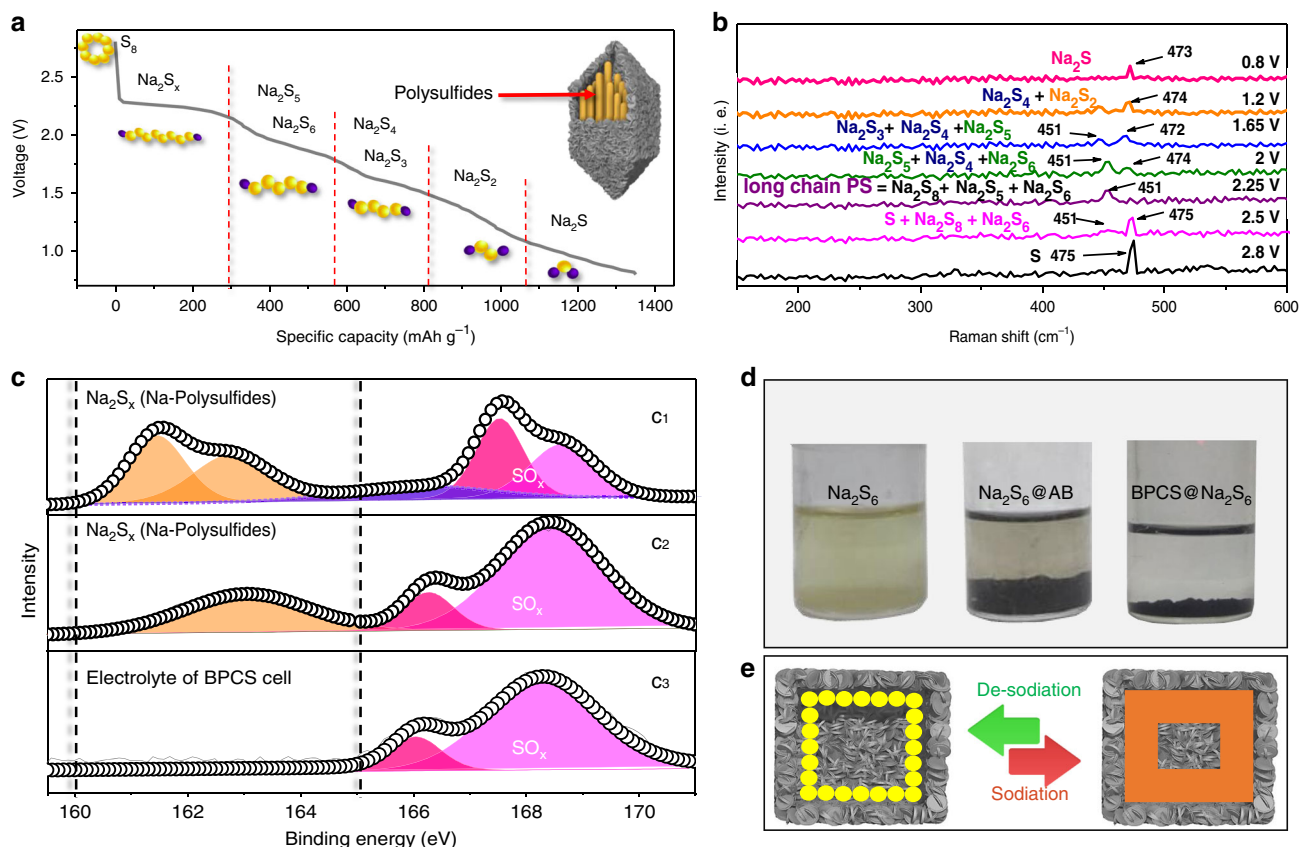 a
S₈
Na₂Sₓ
Na₂S₅
Na₂S₆
Na₂S₄
Na₂S₃
Na₂S₂
Na₂S
Polysulfides
2.5
2.0
1.5
1.0
Voltage (V)
0 200 400 600 800 1000 1200 1400
Specific capacity (mAh g⁻¹)
b
Intensity (i. e.)
Na₂S 473 0.8 V
Na₂S₄ + Na₂S₂ 474 1.2 V
Na₂S₃+ Na₂S₄ +Na₂S₅ 451 472 1.65 V
Na₂S₅+ Na₂S₄ +Na₂S₆ 451 474 2 V
long chain PS = Na₂S₈+ Na₂S₅ + Na₂S₆ 451 2.25 V
S + Na₂S₈ + Na₂S₆ 451 475 2.5 V
S 475 2.8 V
200 300 400 500 600
Raman shift (cm⁻¹)
c
Na₂Sₓ (Na-Polysulfides) c₁
SOₓ
Na₂Sₓ (Na-Polysulfides) c₂
SOₓ
Electrolyte of BPCS cell c₃
SOₓ
Intensity
160 162 164 166 168 170
Binding energy (eV)
d
Na₂S₆ Na₂S₆@AB BPCS@Na₂S₆
e
De-sodiation
Sodiation